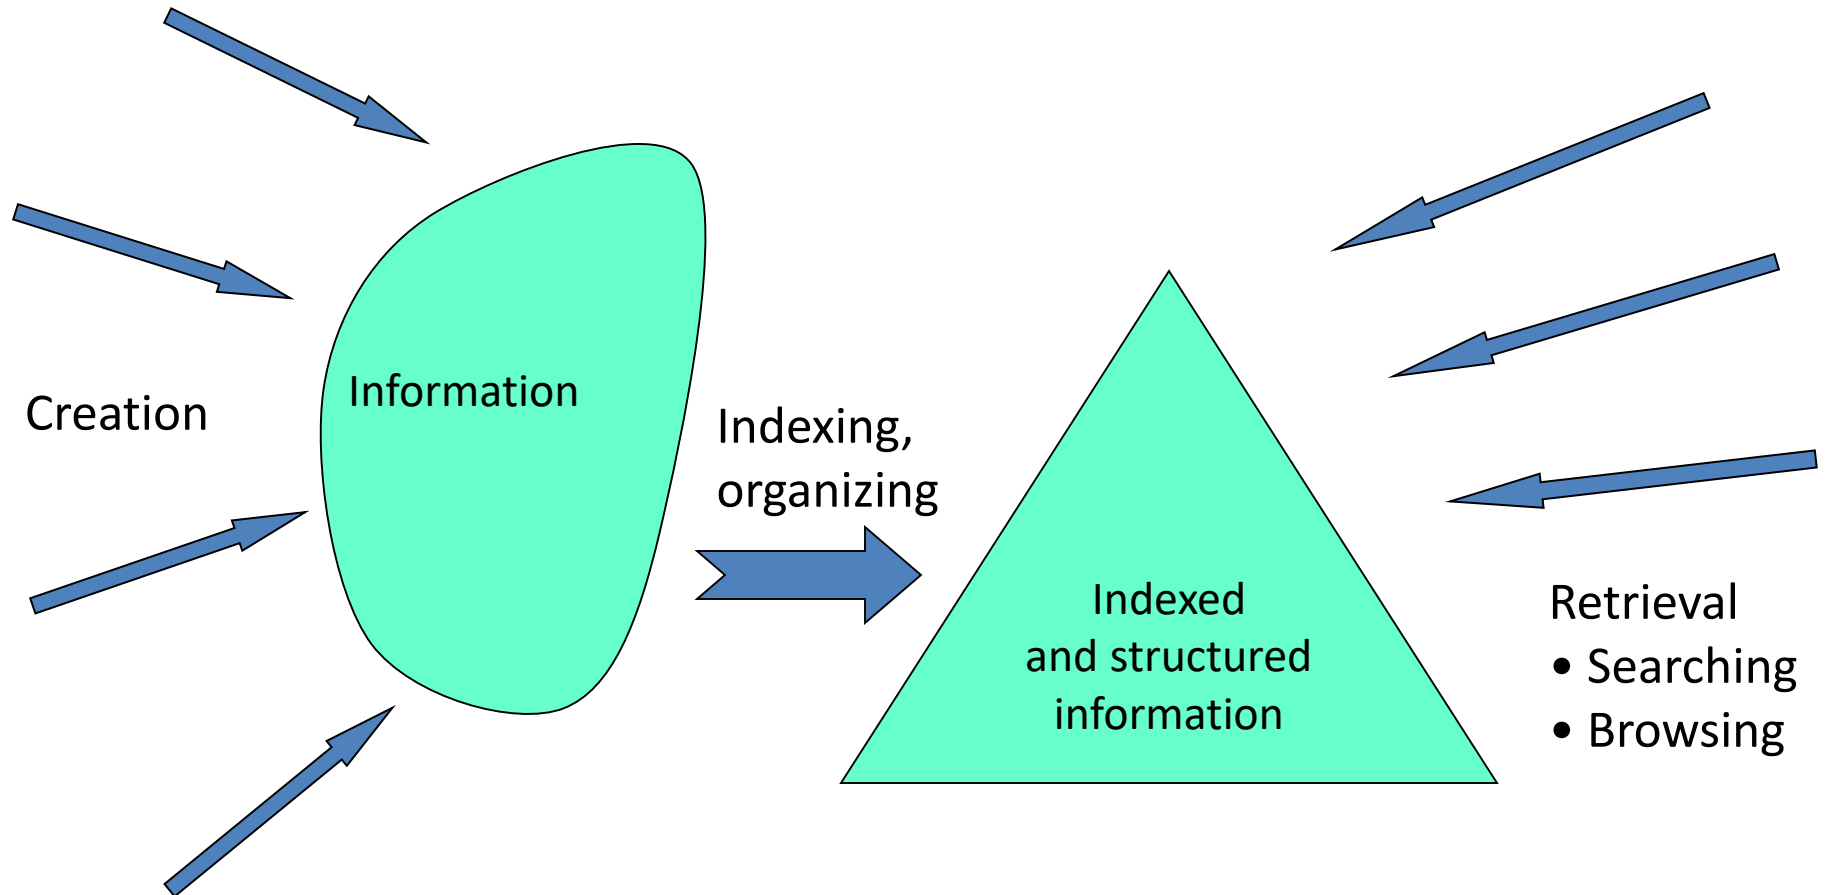 Creation
Information
Indexing,
organizing
Indexed
and structured
information
Retrieval
• Searching
• Browsing